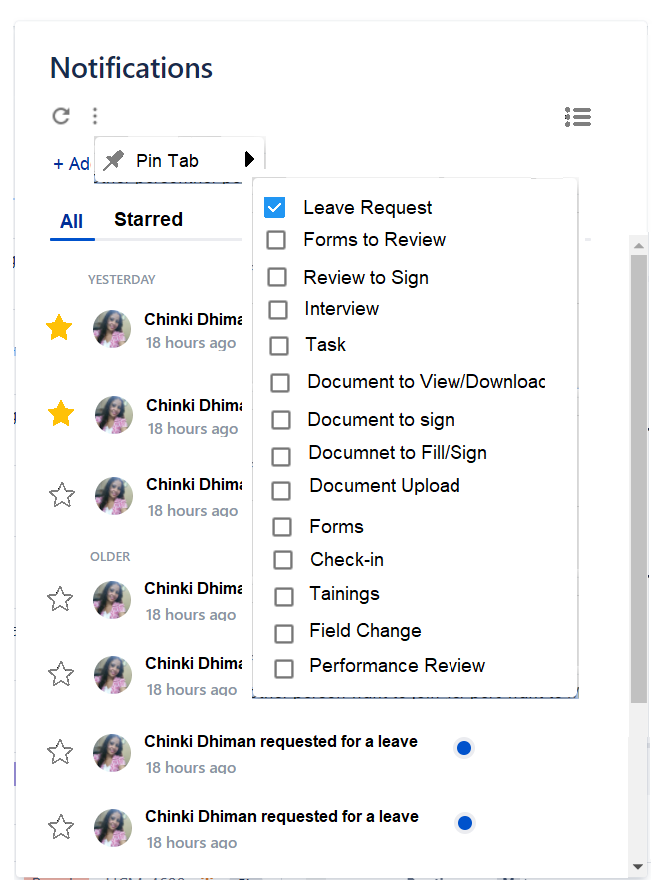 Notifications
+ Ad
Pin Tab
All
Starred
Leave Request
Forms to Review
Review to Sign
Interview
Task
Document to View/Downloac
Document to sign
Documnet to Fill/Sign
Document Upload
Forms
Check-in
Tainings
Field Change
Performance Review
YESTERDAY
Chinki Dhima
18 hours ago
Chinki Dhima
18 hours ago
Chinki Dhima
18 hours ago
OLDER
Chinki Dhima
18 hours ago
Chinki Dhima
18 hours ago
Chinki Dhiman requested for a leave
18 hours ago
Chinki Dhiman requested for a leave
18 hours ago